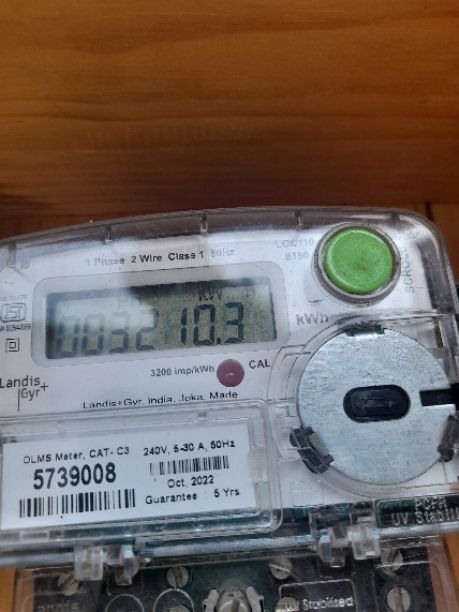 1 Phase 2 Wire Class 1 50Hz
LCC110
E150
kW h
003210.3
kWh
3200 imp/kWh
CAL
Landis+
Gyr
Landis+Gyr, India, Joka, Made
DLMS Meter, CAT- C3
5739008
240V, 5-30 A, 50Hz
Oct, 2022
Guarantee 5 Yrs
UV Stabilised